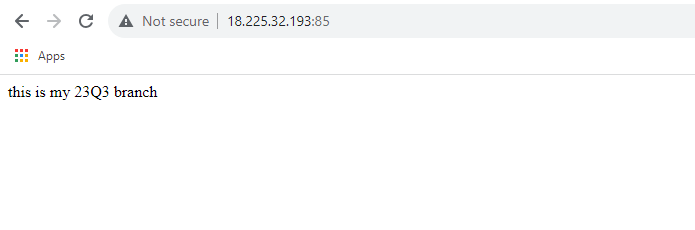 Not secure | 18.225.32.193:85
Apps
this is my 23Q3 branch